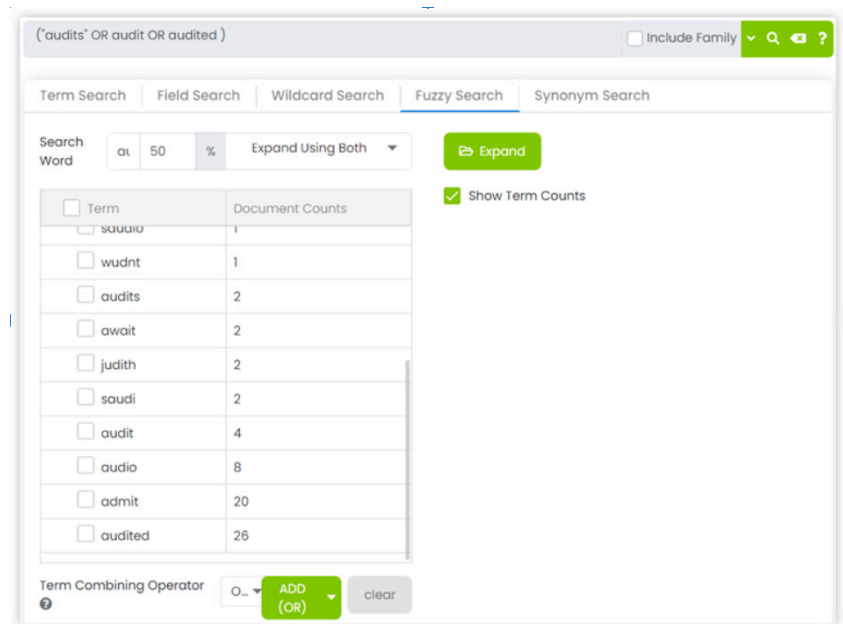 ("audits" OR audit OR audited )
Include Family
?
Term Search Field Search Wildcard Search Fuzzy Search Synonym Search
Search Word
50 % Expand Using Both
Expand
Show Term Counts
Term Document Counts
saudio 1
wudnt 1
audits 2
await 2
judith 2
saudi 2
audit 4
audio 8
admit 20
audited 26
Term Combining Operator
?
O... ADD (OR) clear